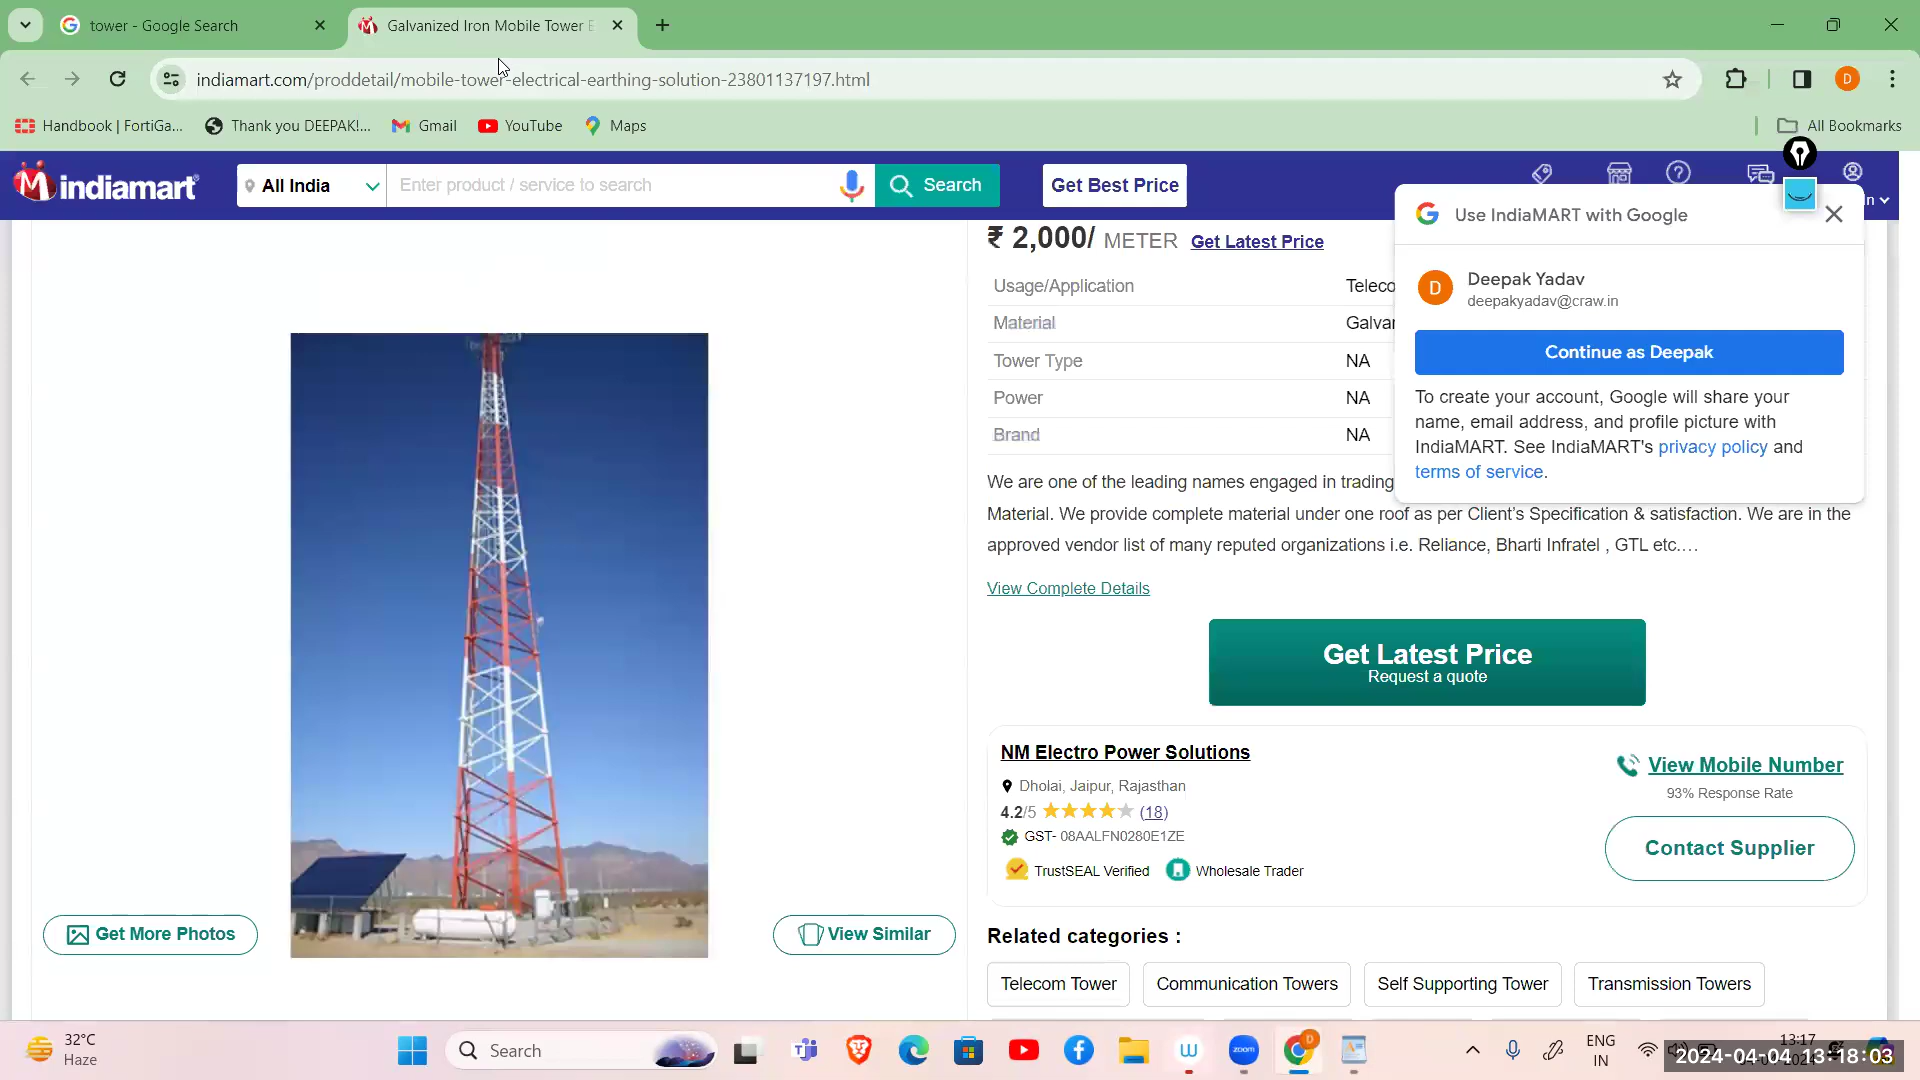 tower - Google Search
Galvanized Iron Mobile Tower E
indiamart.com/proddetail/mobile-tower-electrical-earthing-solution-23801137197.html
D
Handbook | FortiGa...
Thank you DEEPAK!...
Gmail
YouTube
Maps
All Bookmarks
indiamart
All India
Enter product / service to search
Search
Get Best Price
In
₹ 2,000/ METER Get Latest Price
Usage/Application
Teleco
Material
Galvar
Tower Type
NA
Power
NA
Brand
NA
We are one of the leading names engaged in trading
Material. We provide complete material under one roof as per Client's Specification & satisfaction. We are in the
approved vendor list of many reputed organizations i.e. Reliance, Bharti Infratel , GTL etc....
View Complete Details
Use IndiaMART with Google
D
Deepak Yadav
deepakyadav@craw.in
Continue as Deepak
To create your account, Google will share your
name, email address, and profile picture with
IndiaMART. See IndiaMART's privacy policy and
terms of service.
Get Latest Price
Request a quote
NM Electro Power Solutions
Dholai, Jaipur, Rajasthan
4.2/5 (18)
GST- 08AALFN0280E1ZE
TrustSEAL Verified
Wholesale Trader
View Mobile Number
93% Response Rate
Contact Supplier
Get More Photos
View Similar
Related categories :
Telecom Tower
Communication Towers
Self Supporting Tower
Transmission Towers
32°C
Haze
Search
zoom
D
ENG
IN
13:17
2024-04-04 13:18:03